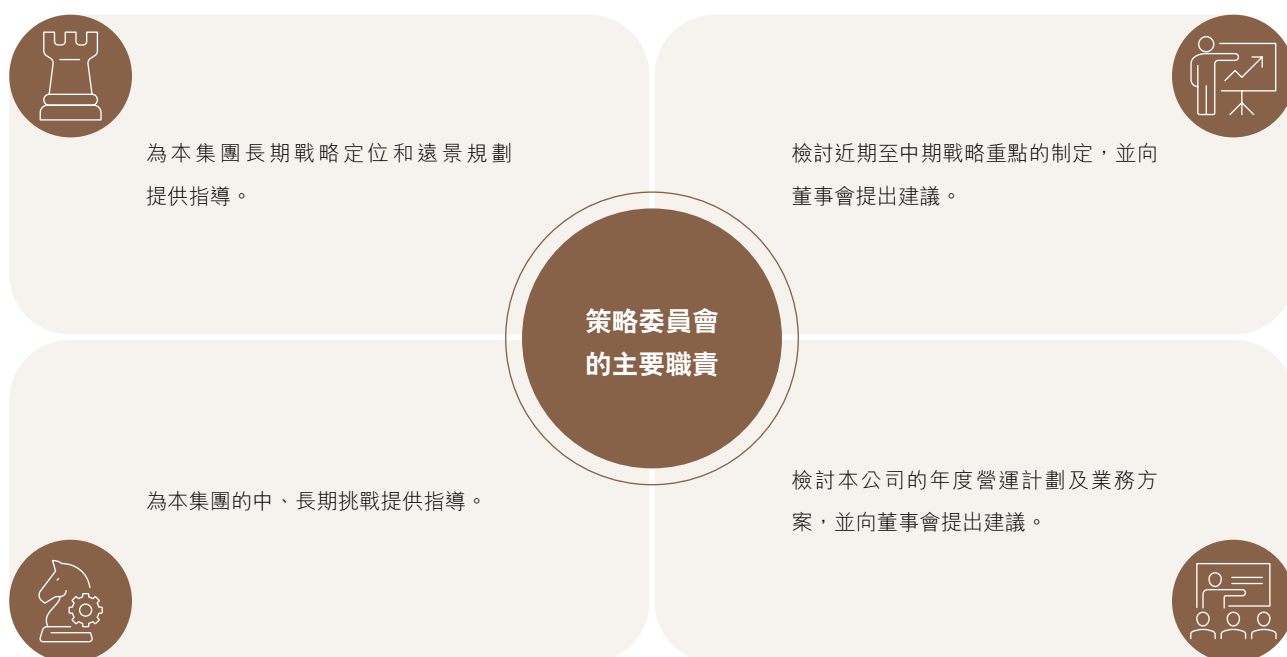 為本集團長期戰略定位和遠景規劃
提供指導。
檢討近期至中期戰略重點的制定，並向
董事會提出建議。
策略委員會
的主要職責
為本集團的中、長期挑戰提供指導。
檢討本公司的年度營運計劃及業務方
案，並向董事會提出建議。